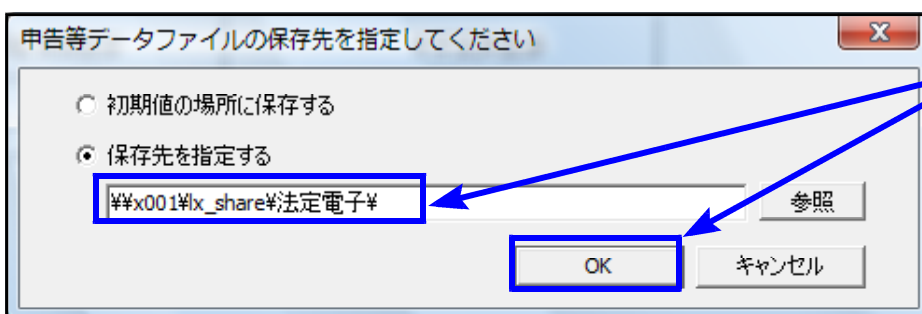 申告等データファイルの保存先を指定してください
初期値の場所に保存する
保存先を指定する
¥¥x001¥lx_share¥法定電子¥
参照
OK
キャンセル